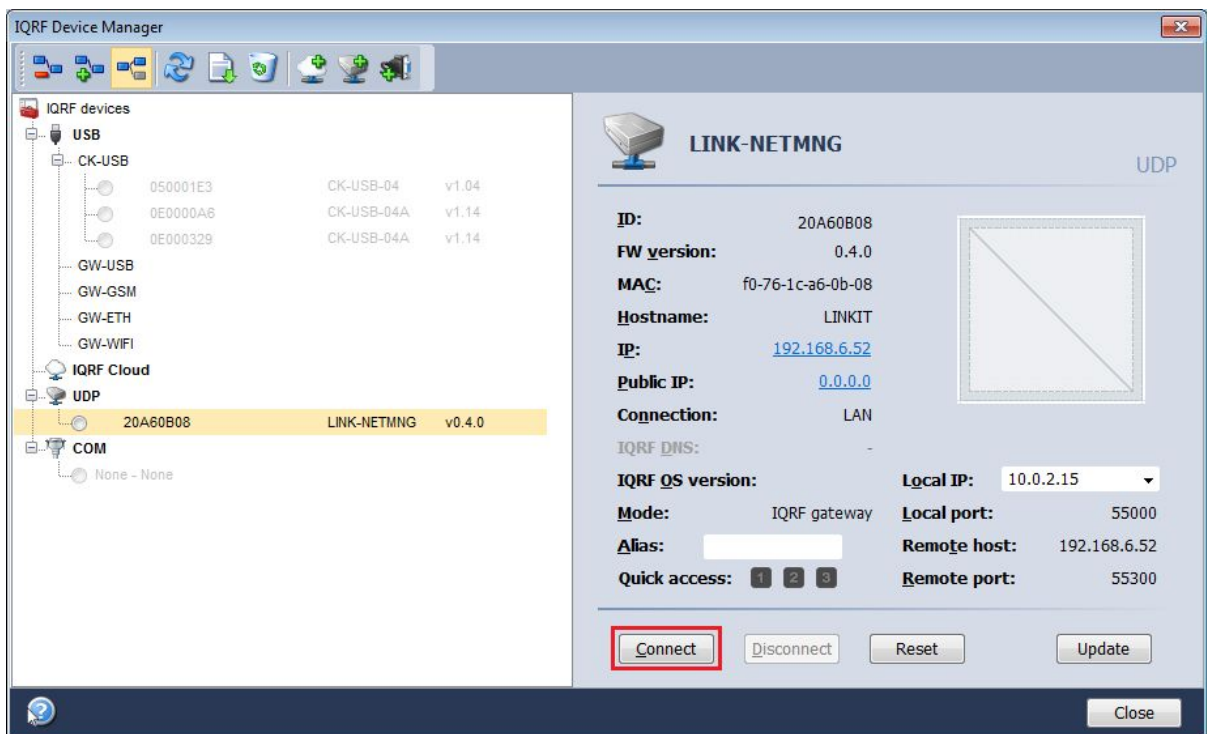 IQRF Device Manager
IQRF devices
USB
CK-USB
050001E3 CK-USB-04 v1.04
0E0000A6 CK-USB-04A v1.14
0E000329 CK-USB-04A v1.14
GW-USB
GW-GSM
GW-ETH
GW-WIFI
IQRF Cloud
UDP
20A60B08 LINK-NETMNG v0.4.0
COM
None - None
LINK-NETMNG
UDP
ID: 20A60B08
FW version: 0.4.0
MAC: f0-76-1c-a6-0b-08
Hostname: LINKIT
IP: 192.168.6.52
Public IP: 0.0.0.0
Connection: LAN
IQRF DNS: -
IQRF OS version: Local IP: 10.0.2.15
Mode: IQRF gateway Local port: 55000
Alias: Remote host: 192.168.6.52
Quick access: 1 2 3 Remote port: 55300
Connect Disconnect Reset Update
Close